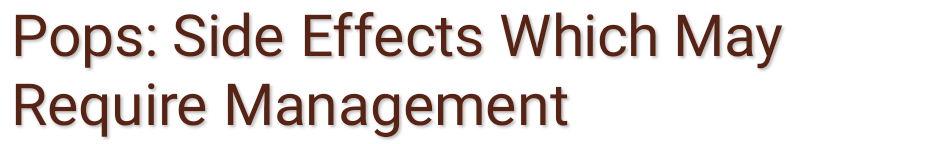 Pops: Side Effects Which May
Require Management